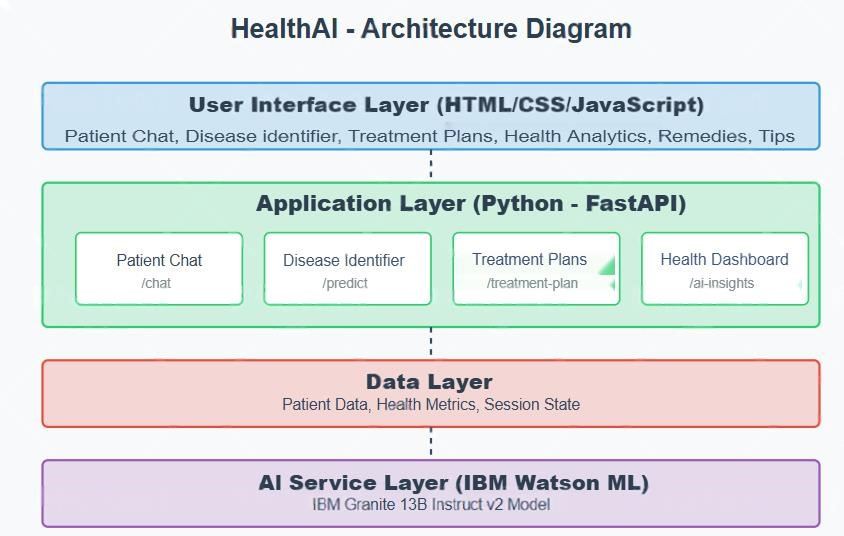 HealthAI - Architecture Diagram
User Interface Layer (HTML/CSS/JavaScript)
Patient Chat, Disease identifier, Treatment Plans, Health Analytics, Remedies, Tips
Application Layer (Python - FastAPI)
Patient Chat
/chat
Disease Identifier
/predict
Treatment Plans
/treatment-plan
Health Dashboard
/ai-insights
Data Layer
Patient Data, Health Metrics, Session State
AI Service Layer (IBM Watson ML)
IBM Granite 13B Instruct v2 Model